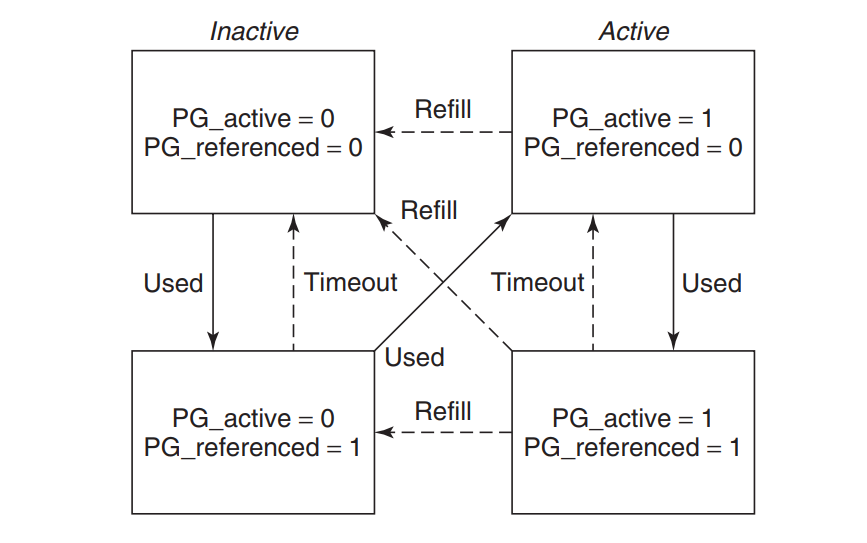 Inactive
Active
PG_active = 0
PG_referenced = 0
Refill
PG_active = 1
PG_referenced = 0
Refill
Used
Timeout
Timeout
Used
Used
PG_active = 0
PG_referenced = 1
Refill
PG_active = 1
PG_referenced = 1